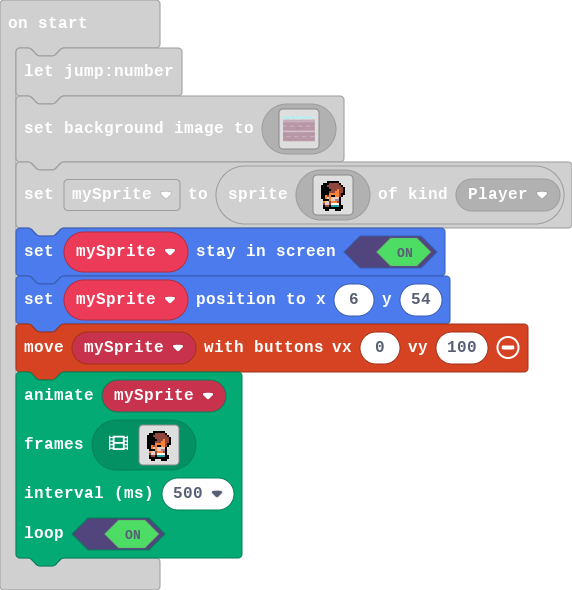 on start
let jump:number
set background image to
set mySprite to sprite of kind Player
set mySprite stay in screen ON
set mySprite position to x 6 y 54
move mySprite with buttons vx 0 vy 100
animate mySprite
frames
interval (ms) 500
loop ON